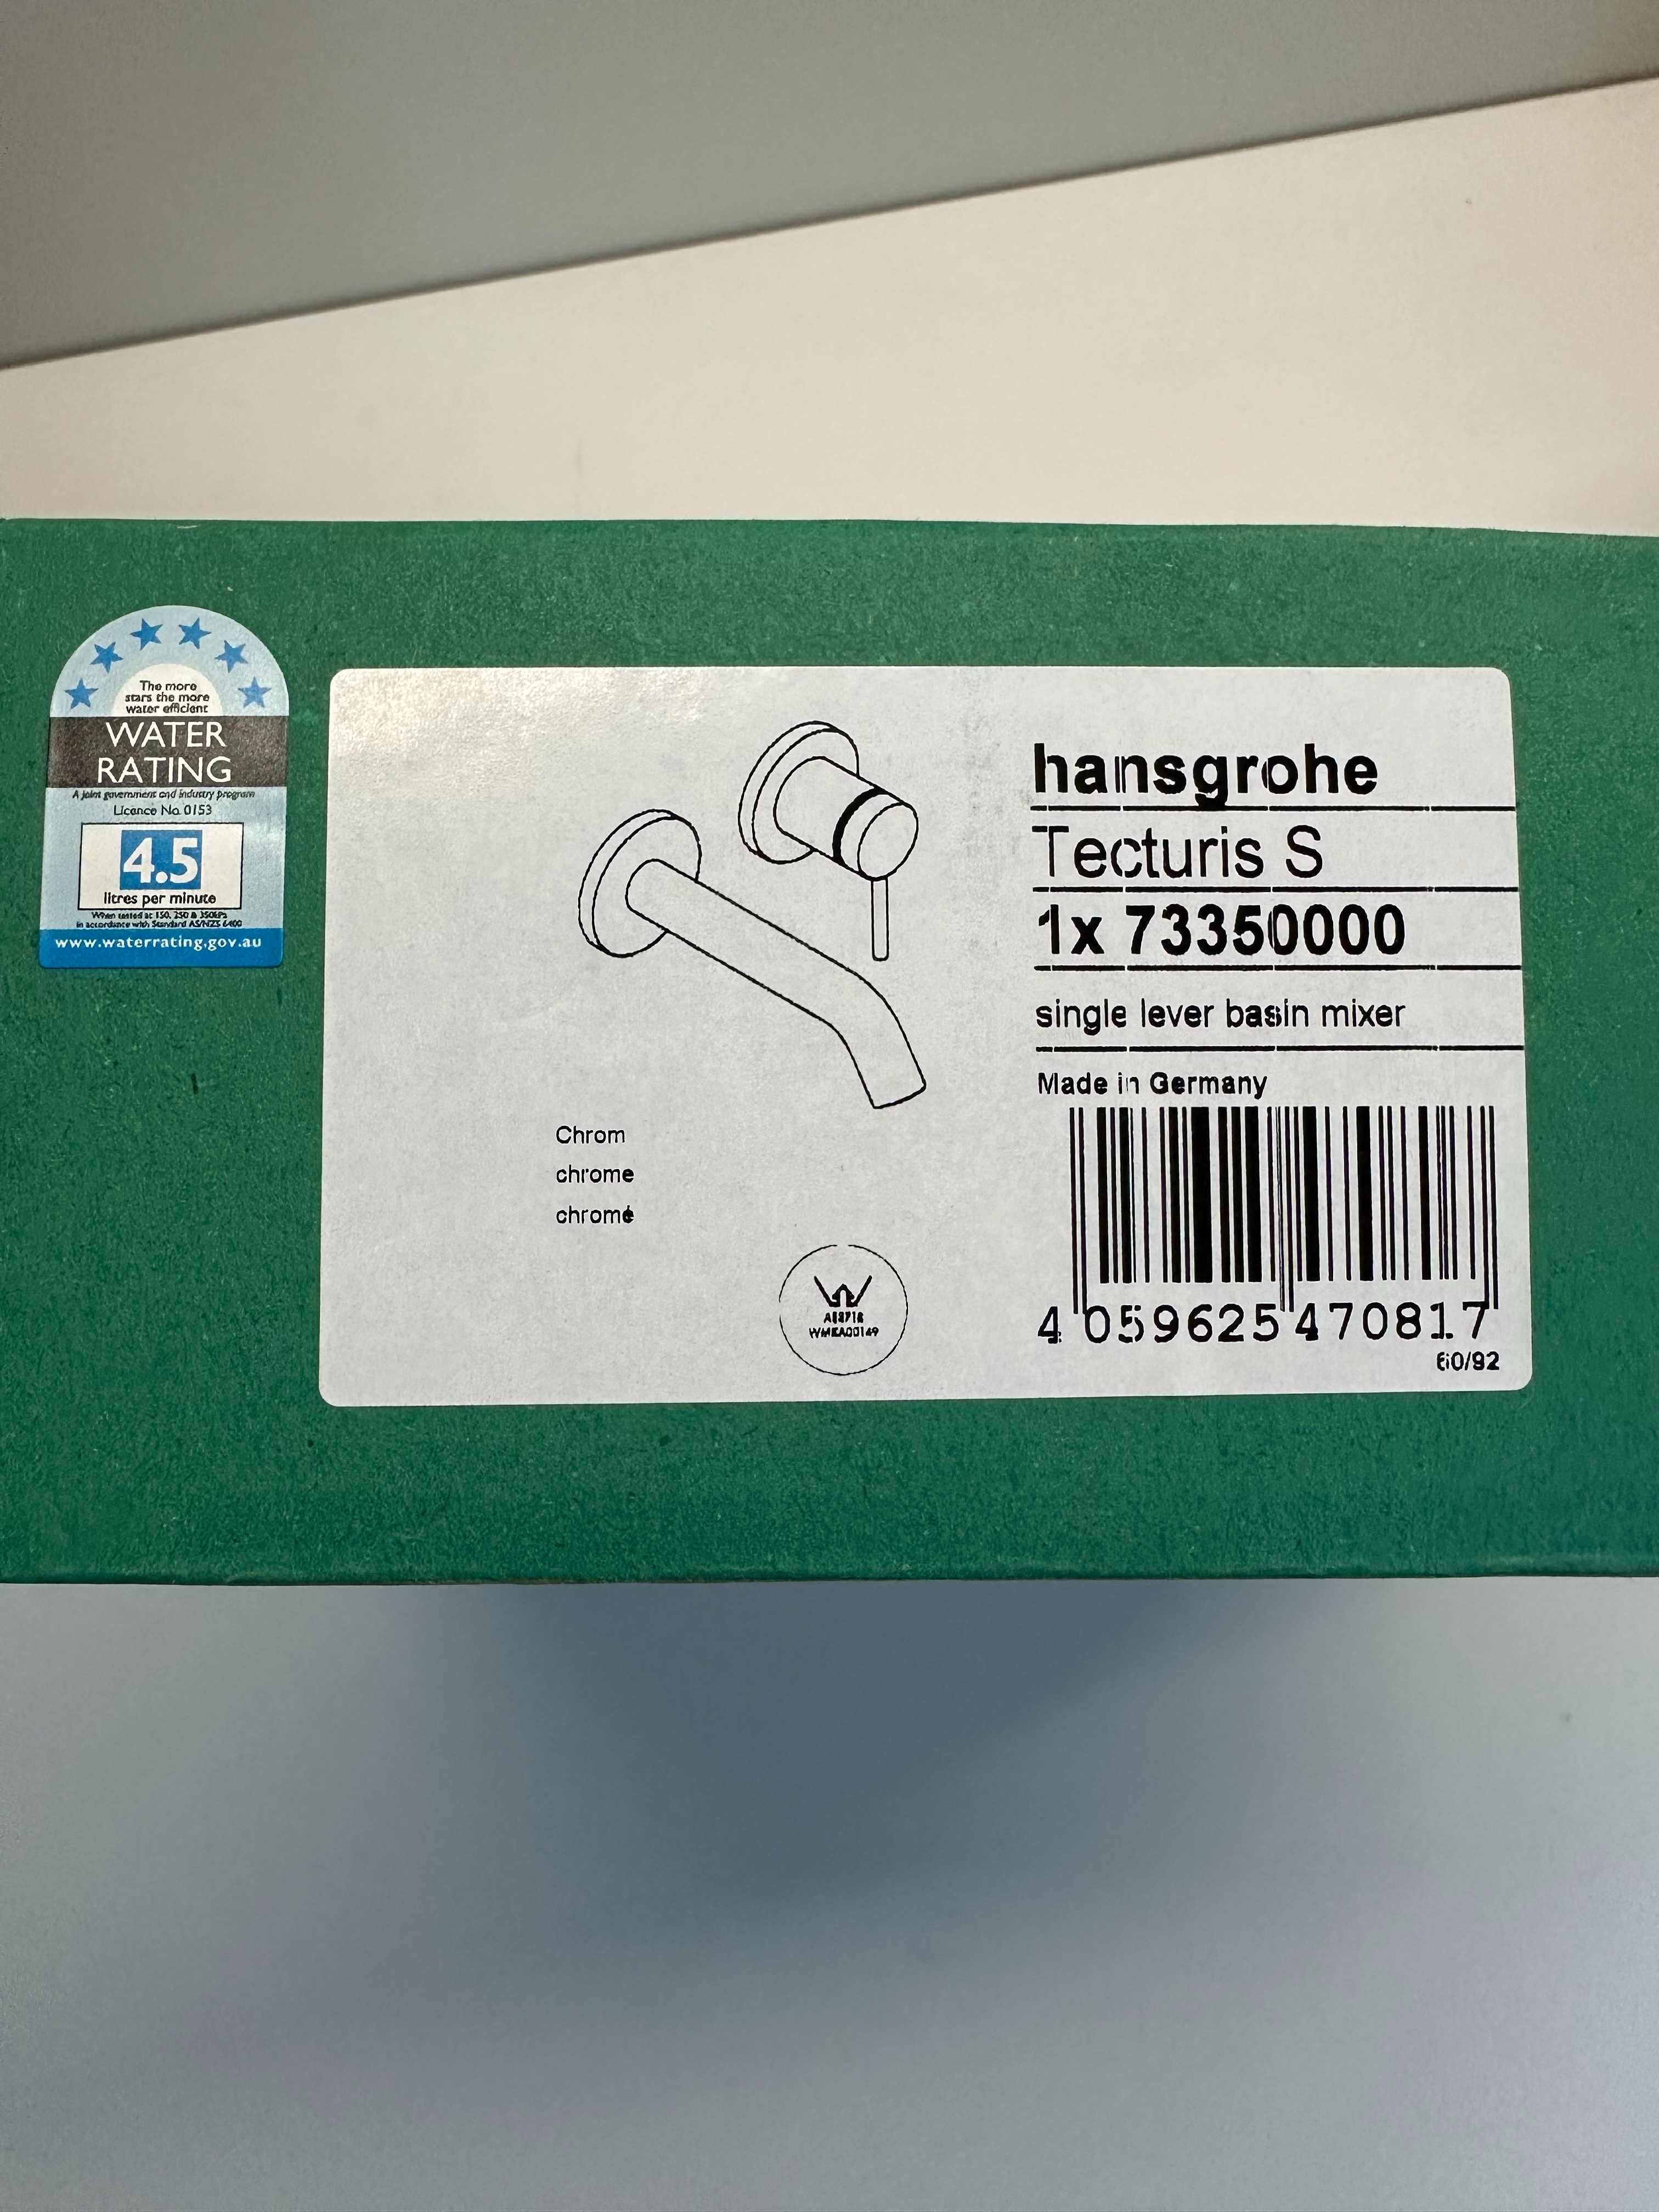 The more
stars the more
water efficient
WATER
RATING
A joint government and industry program
Licence No. 0153
4.5
litres per minute
When tested at 150, 250 & 350kPa
in accordance with Standard AS/NZS 6400
www.waterrating.gov.au
hansgrohe
Tecturis S
1x 73350000
single lever basin mixer
Made in Germany
Chrom
chrome
chromé
4 059625 470817
60/92